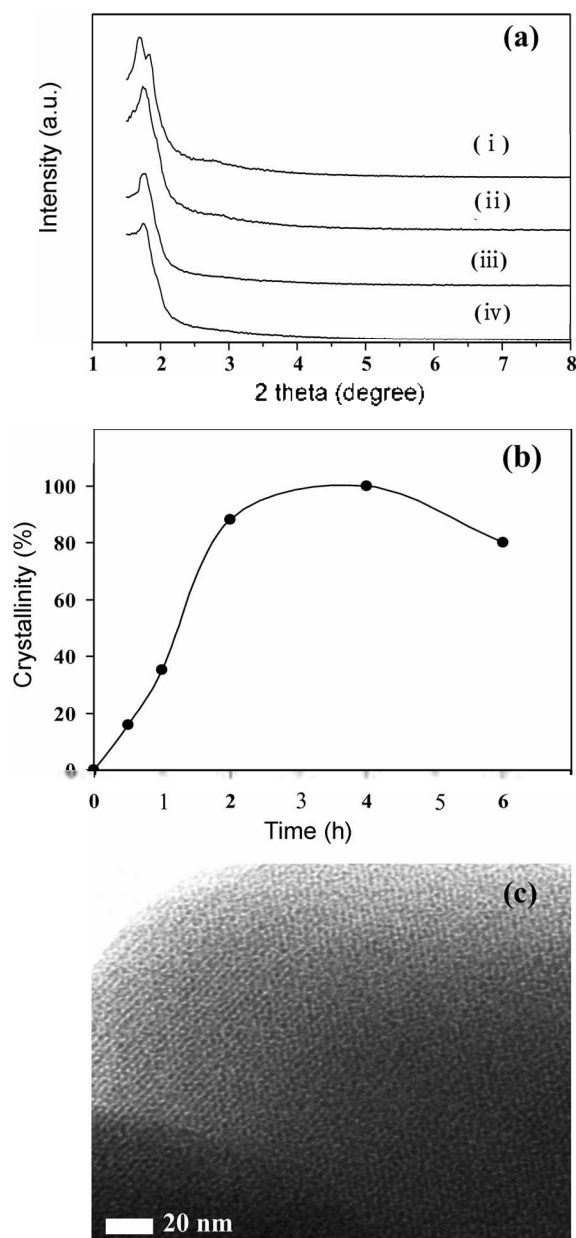 (a)
Intensity (a.u.)
( i )
( ii )
(iii)
(iv)
1 2 3 4 5 6 7 8
2 theta (degree)
(b)
Crystallinity (%)
100
80
60
40
20
0
0 1 2 3 4 5 6
Time (h)
(c)
20 nm